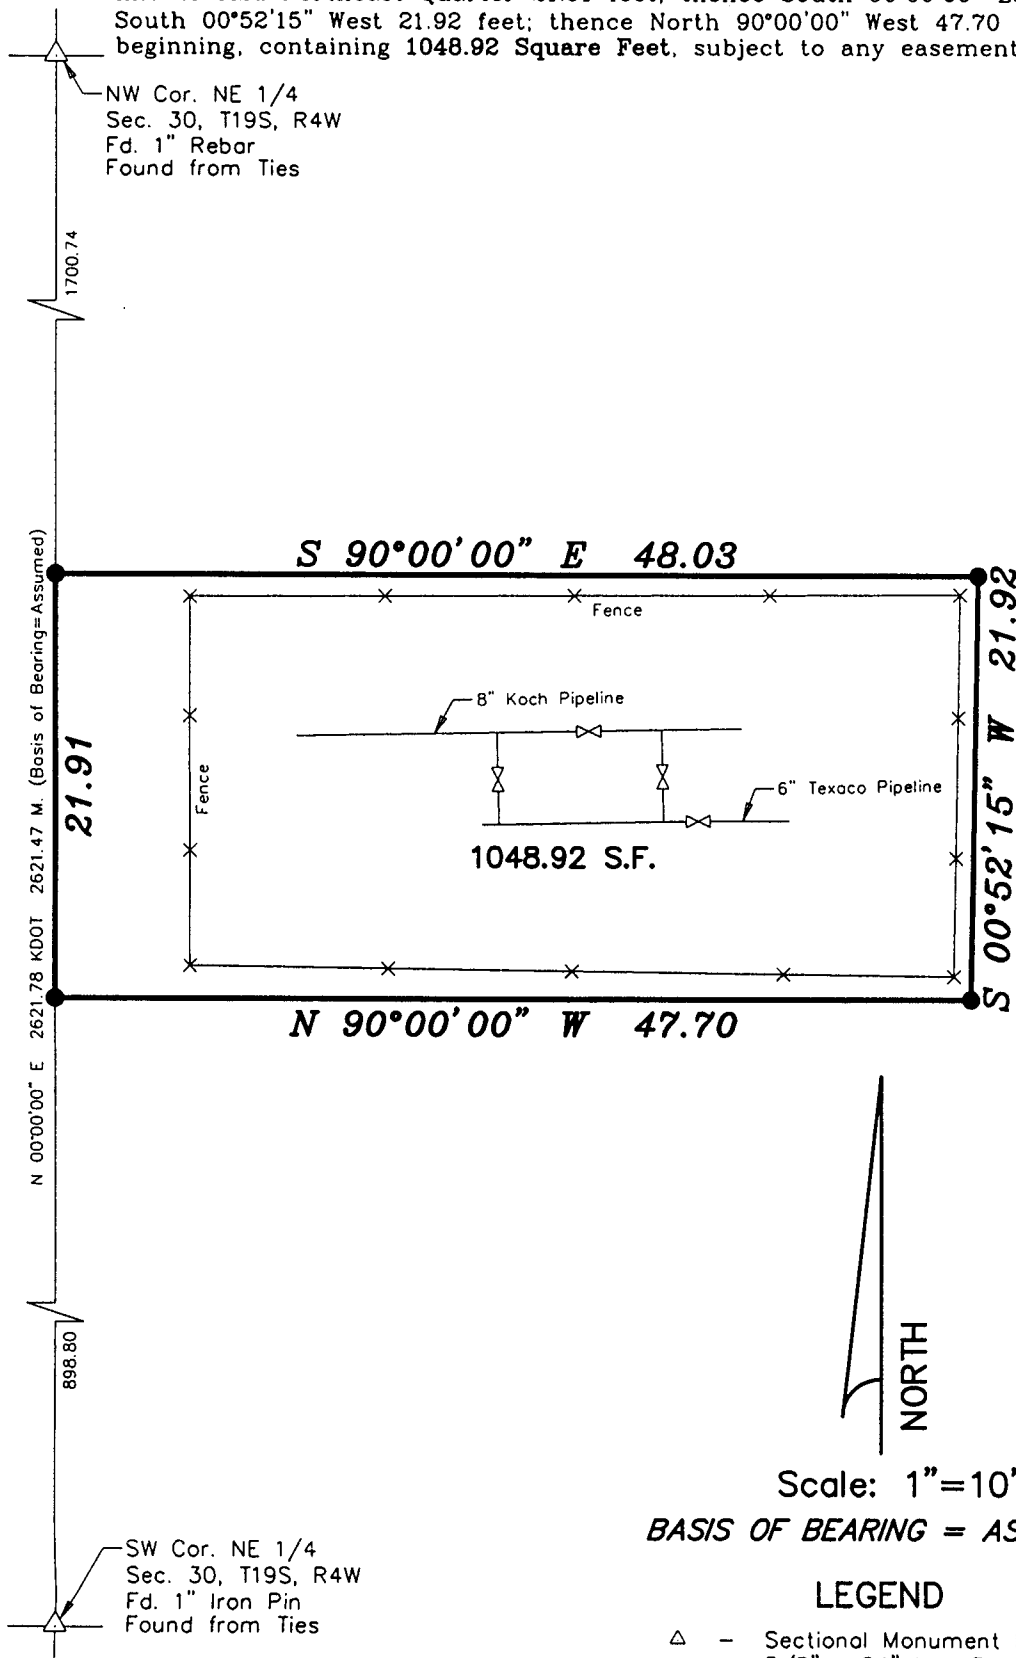 South 00°52'15" West 21.92 feet; thence North 90°00'00" West 47.70
beginning, containing 1048.92 Square Feet, subject to any easement
NW Cor. NE 1/4
Sec. 30, T19S, R4W
Fd. 1" Rebar
Found from Ties
1700.74
S 90°00'00" E 48.03
Fence
S 00°52'15" W 21.92
8" Koch Pipeline
N 00°00'00" E 2621.78 KDOT 2621.47 M. (Basis of Bearing=Assumed)
21.91
Fence
6" Texaco Pipeline
1048.92 S.F.
N 90°00'00" W 47.70
NORTH
898.80
Scale: 1"=10'
BASIS OF BEARING = AS
SW Cor. NE 1/4
Sec. 30, T19S, R4W
Fd. 1" Iron Pin
Found from Ties
LEGEND
△ - Sectional Monument